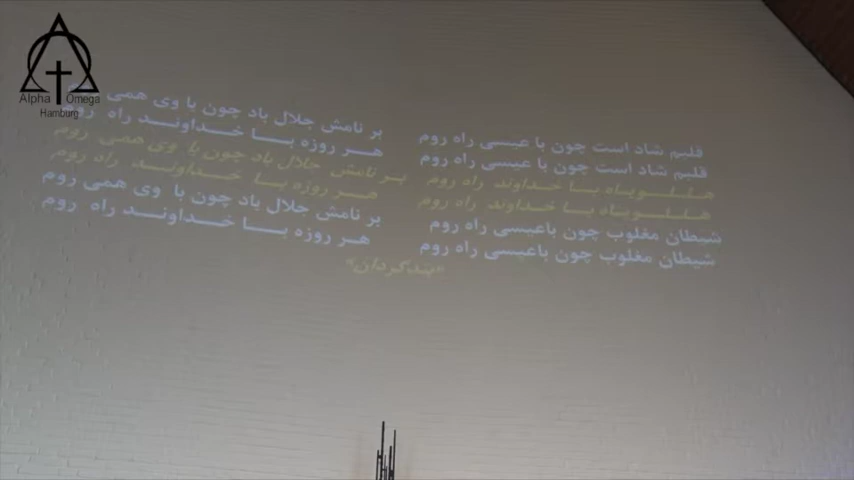 Alpha Omega
Hamburg
قلبم شاد است چون با عیسی راه روم
بر نامش جلال باد چون با وی همی روم
قلبم شاد است چون با عیسی راه روم
هر روزه با خداوند راه روم
هللویاه با خداوند راه روم
بر نامش جلال باد چون با وی همی روم
هللویاه با خداوند راه روم
هر روزه با خداوند راه روم
شیطان مغلوب چون باعیسی راه روم
بر نامش جلال باد چون با وی همی روم
شیطان مغلوب چون باعیسی راه روم
هر روزه با خداوند راه روم
«بندگردان»